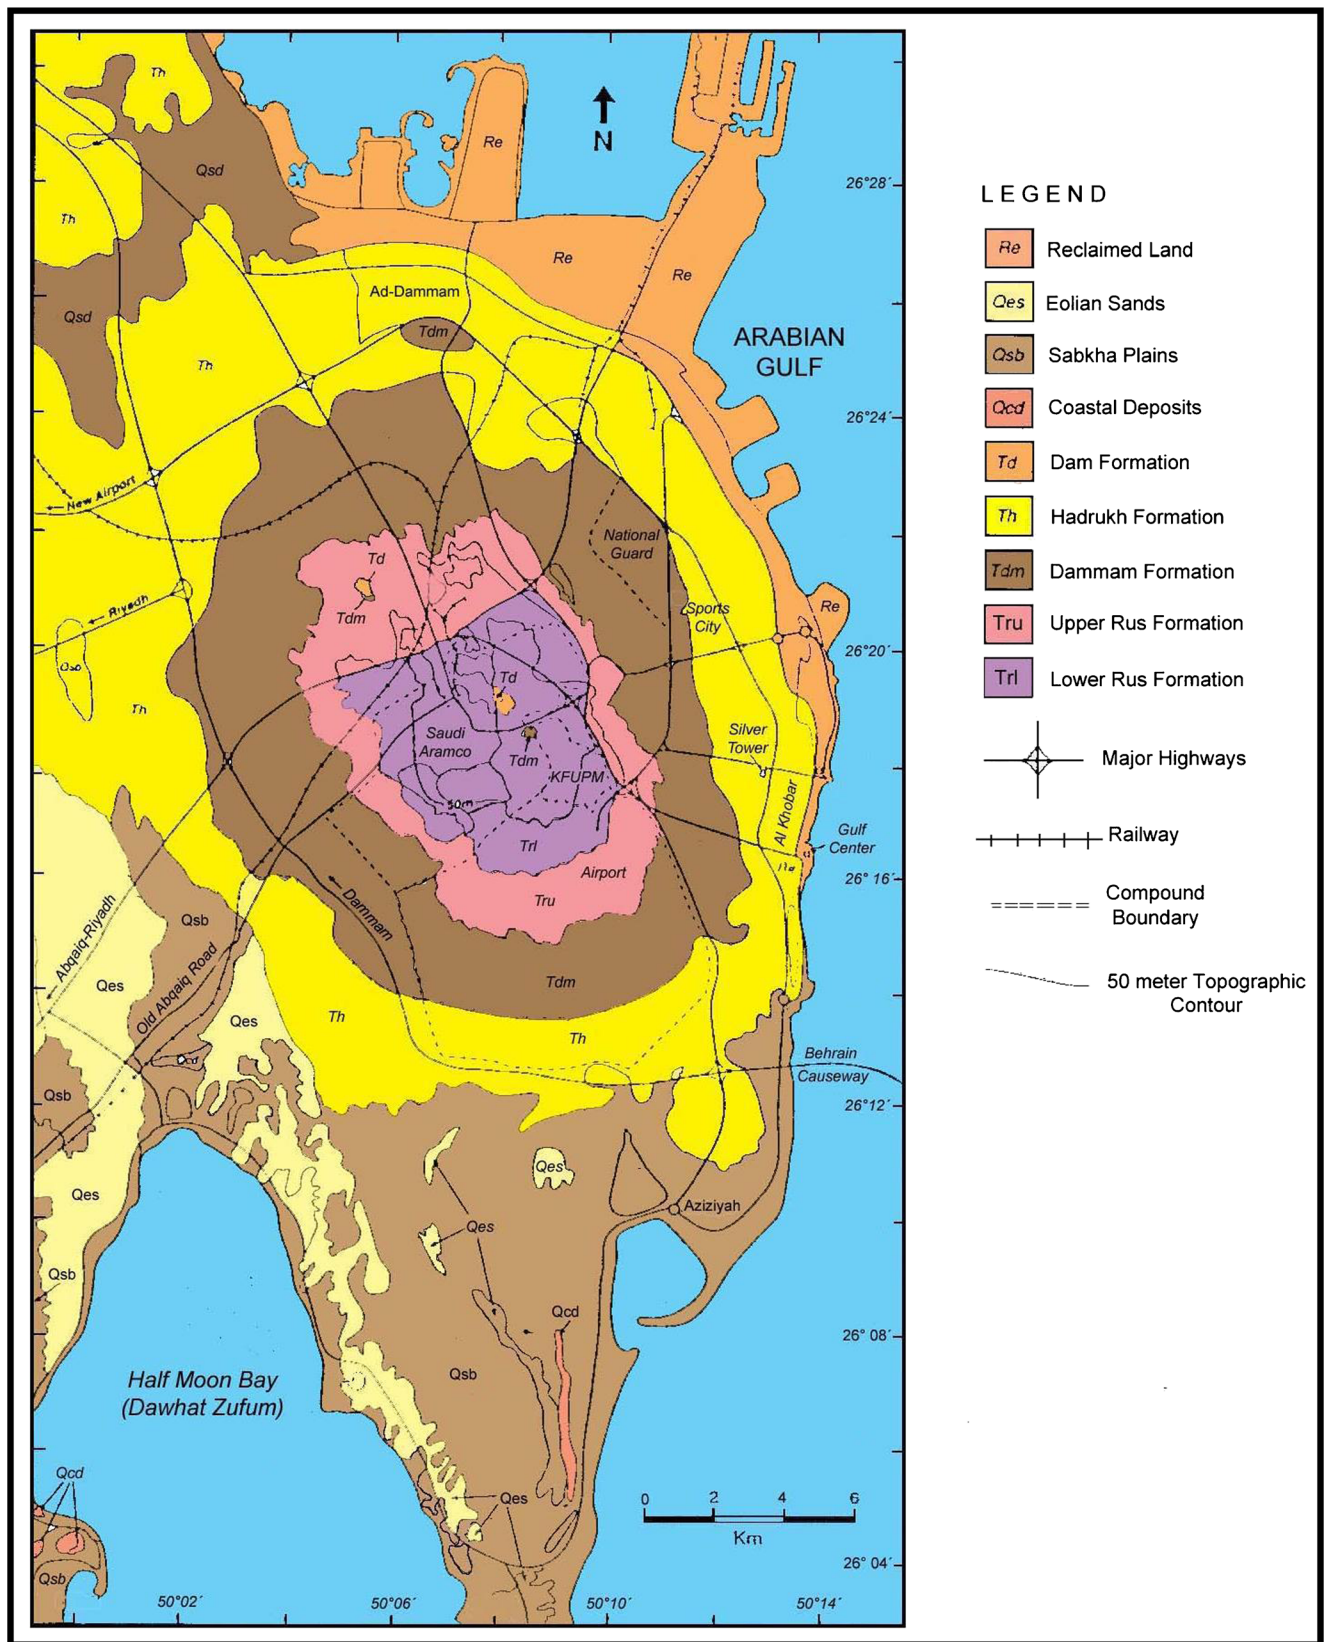 Th
N
Re
Qsd
26°28´
Th
Re
Re
Ad-Dammam
Qsd
Tdm
ARABIAN
GULF
Th
26°24´
New Airport
National
Guard
Td
Tdm
Riyadh
Sports
City
Re
Qsb
26°20´
Td
Th
Saudi
Aramco
Silver
Tower
Tdm
KFUPM
50m
Al Khobar
Gulf
Center
Trl
Airport
Re
26° 16´
Tru
Dammam
Qsb
Abqaiq-Riyadh
Old Abqaiq Road
Qes
Tdm
Qes
Th
Th
Qcd
Behrain
Causeway
Qsb
26°12´
Qes
Qes
Aziziyah
Qes
Qsb
Qcd
26° 08´
Qsb
Half Moon Bay
(Dawhat Zufum)
Qcd
Qes
0 2 4 6
Km
26° 04´
Qsb
50°02´ 50°06´ 50°10´ 50°14´
LEGEND
Re Reclaimed Land
Qes Eolian Sands
Qsb Sabkha Plains
Qcd Coastal Deposits
Td Dam Formation
Th Hadrukh Formation
Tdm Dammam Formation
Tru Upper Rus Formation
Trl Lower Rus Formation
Major Highways
Railway
Compound
Boundary
50 meter Topographic
Contour